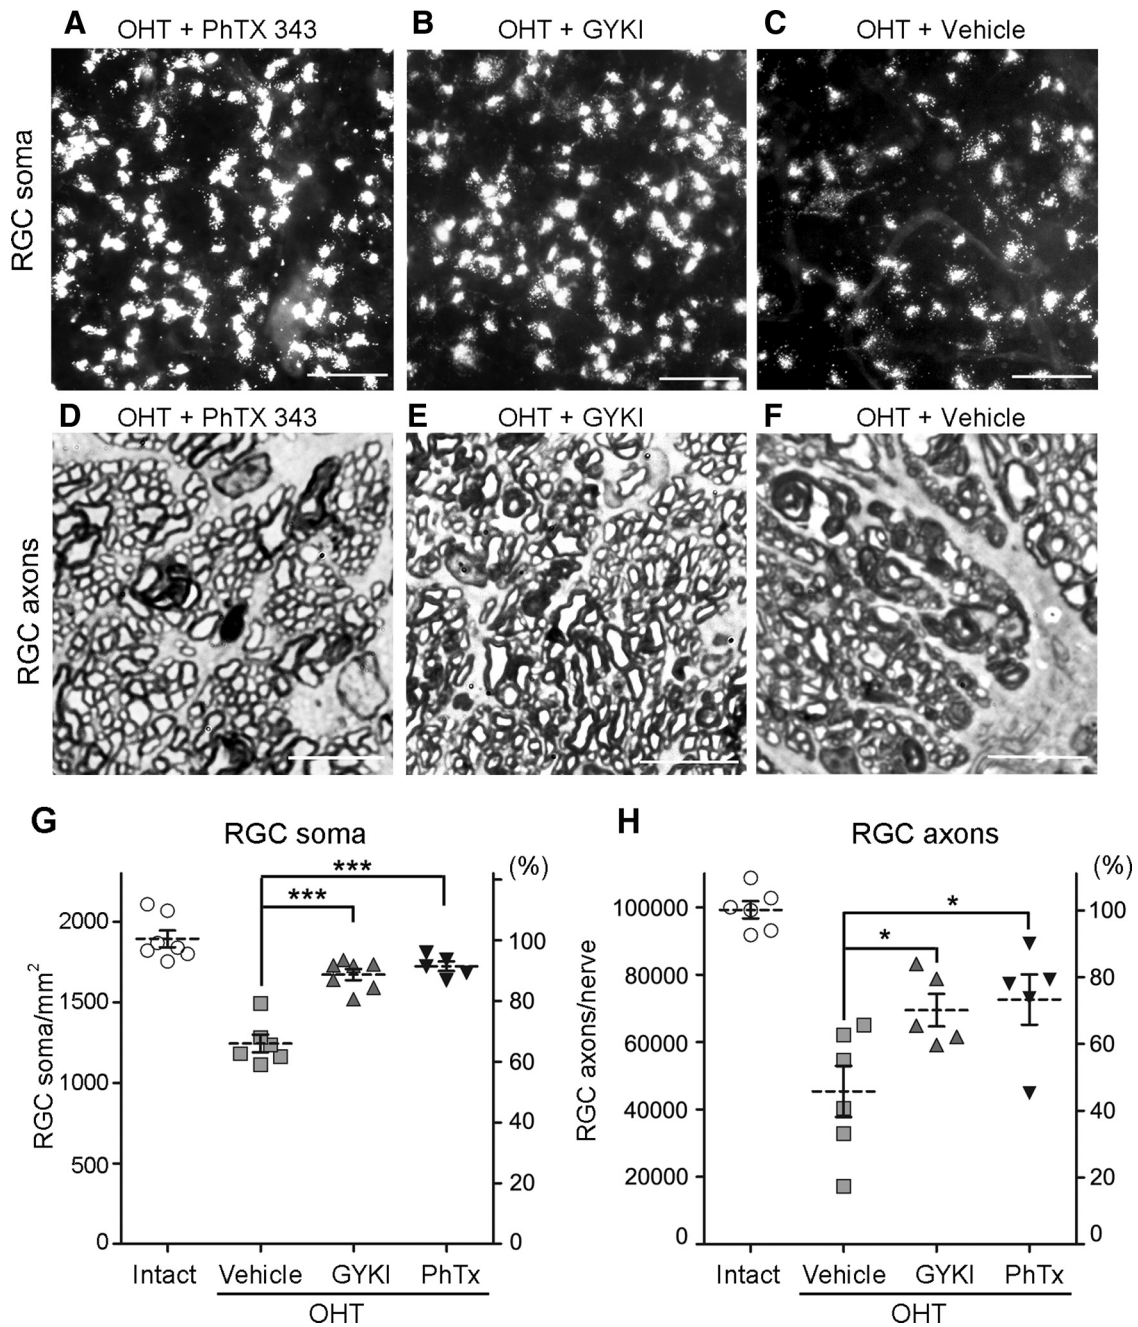 A OHT + PhTX 343
B OHT + GYKI
C OHT + Vehicle
RGC soma
D OHT + PhTX 343
E OHT + GYKI
F OHT + Vehicle
RGC axons
G RGC soma
(%)
***
***
RGC soma/mm2
2000
1500
1000
500
0
100
80
60
40
20
0
Intact Vehicle GYKI PhTx
OHT
H RGC axons
(%)
*
*
RGC axons/nerve
100000
80000
60000
40000
20000
0
100
80
60
40
20
0
Intact Vehicle GYKI PhTx
OHT